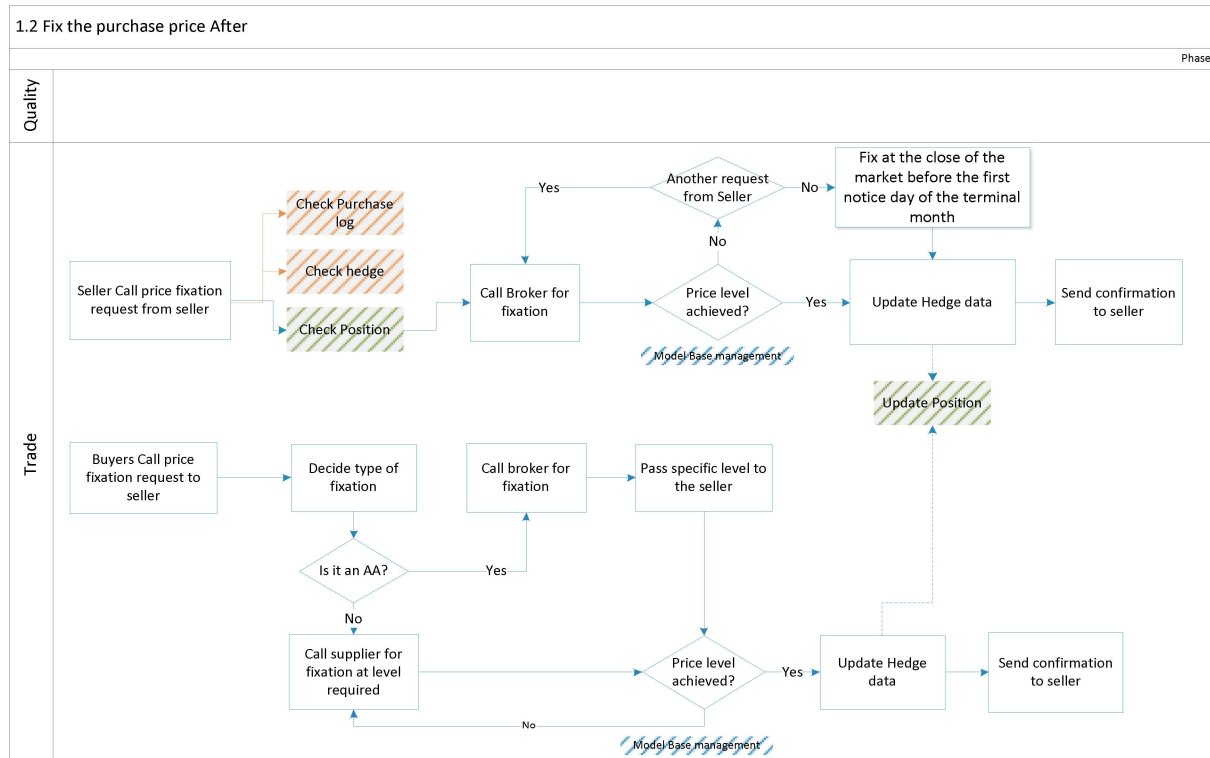 1.2 Fix the purchase price After
Phase
Quality
Trade
Seller Call price fixation
request from seller
Check Purchase
log
Check hedge
Check Position
Call Broker for
fixation
Yes
Another request
from Seller
No
Fix at the close of the
market before the first
notice day of the terminal
month
No
Price level
achieved?
Yes
Model Base management
Update Hedge data
Send confirmation
to seller
Update Position
Buyers Call price
fixation request to
seller
Decide type of
fixation
Call broker for
fixation
Pass specific level to
the seller
Is it an AA?
Yes
No
Call supplier for
fixation at level
required
Price level
achieved?
Yes
Update Hedge
data
Send confirmation
to seller
No
Model Base management